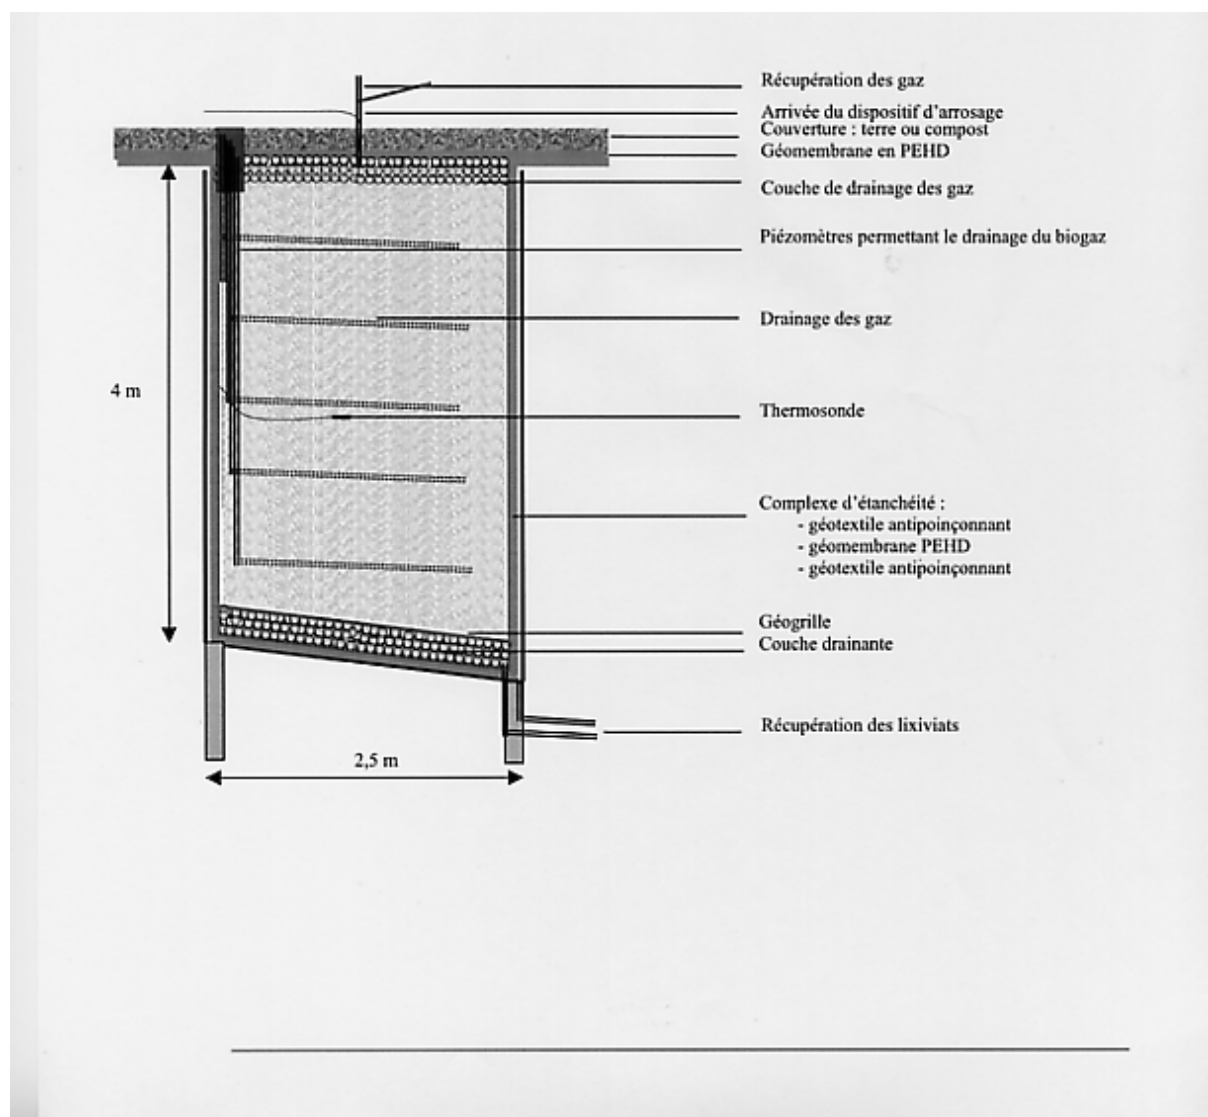 Récupération des gaz
Arrivée du dispositif d'arrosage
Couverture : terre ou compost
Géomembrane en PEHD
Couche de drainage des gaz
Piézomètres permettant le drainage du biogaz
Drainage des gaz
4 m
Thermosonde
Complexe d'étanchéité :
- géotextile antipoinçonnant
- géomembrane PEHD
- géotextile antipoinçonnant
Géogrille
Couche drainante
Récupération des lixiviats
2,5 m